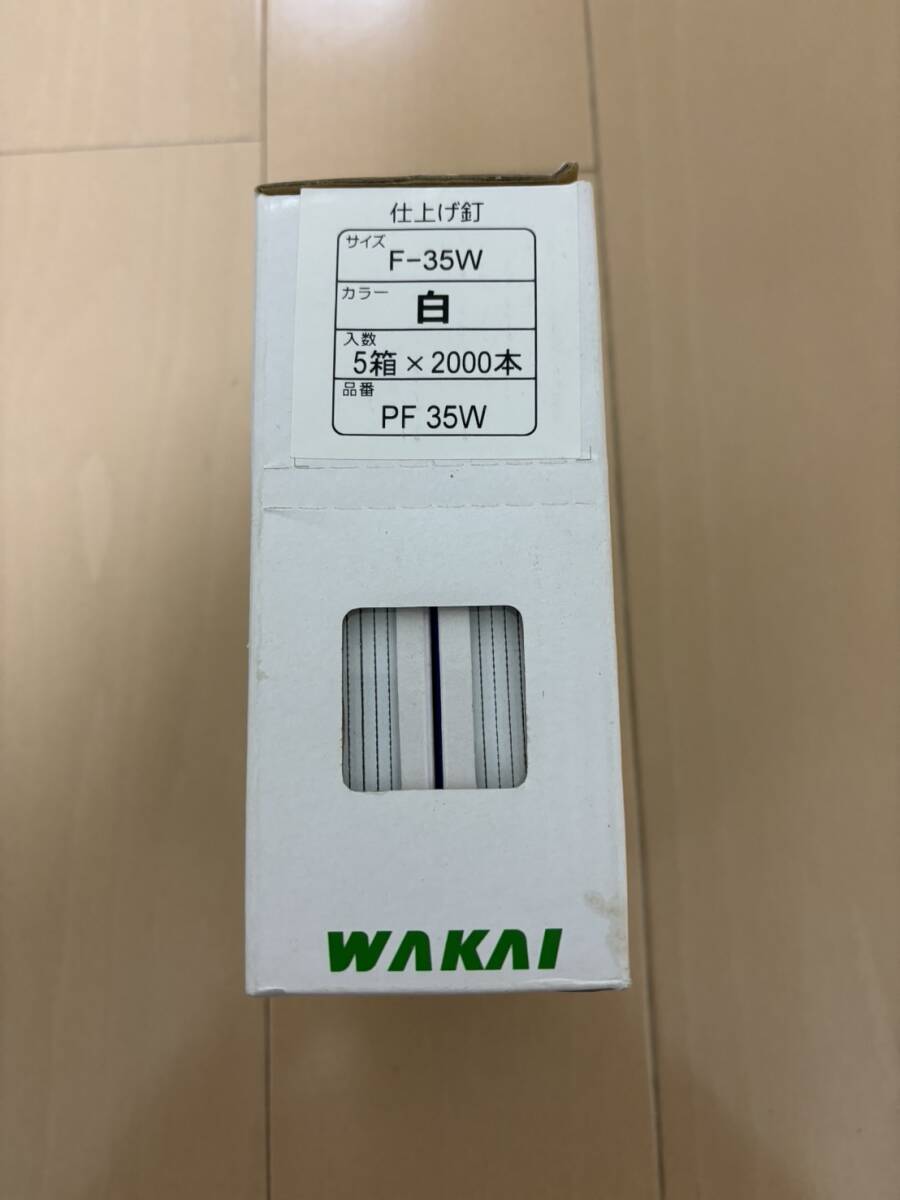 仕上げ釘
サイズ
F-35W
カラー
白
入数
5箱×2000本
品番
PF 35W
WAKAI